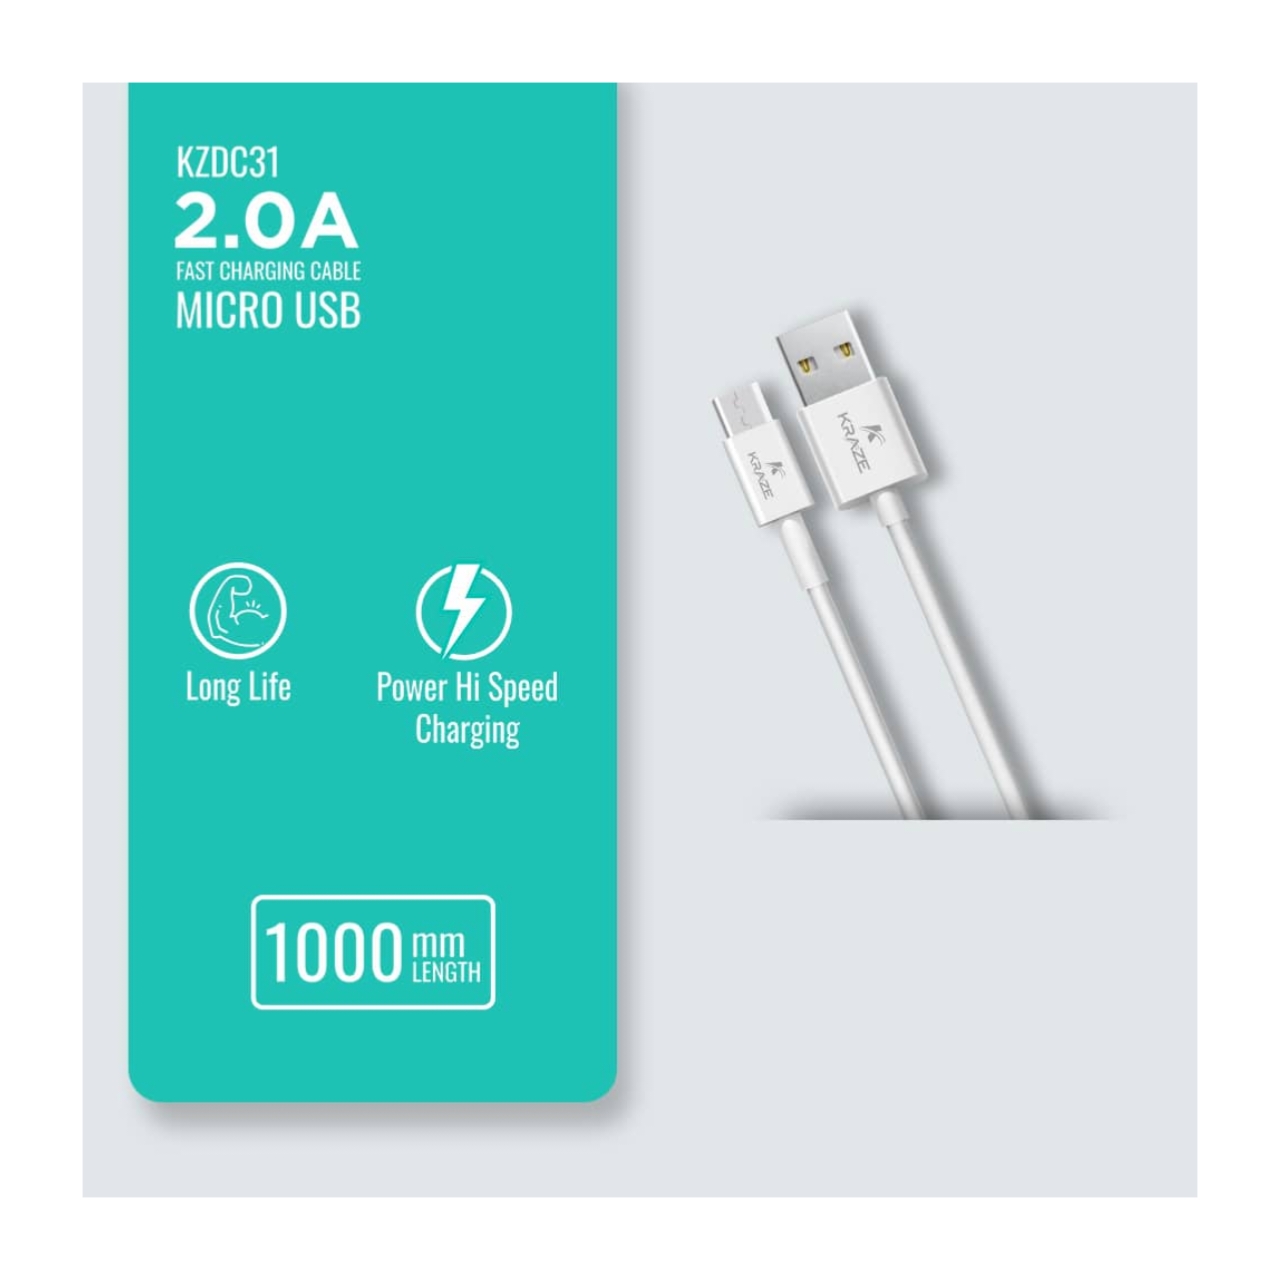 KZDC31
2.0A
FAST CHARGING CABLE
MICRO USB
Long Life
Power Hi Speed
Charging
1000 mm
LENGTH
KRAZE
KRAZE